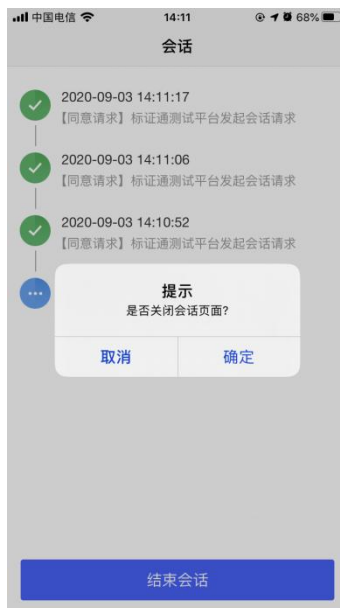 中国电信 14:11 68%
会话
2020-09-03 14:11:17
【同意请求】标证通测试平台发起会话请求
2020-09-03 14:11:06
【同意请求】标证通测试平台发起会话请求
2020-09-03 14:10:52
【同意请求】标证通测试平台发起会话请求
提示
是否关闭会话页面?
取消 确定
结束会话